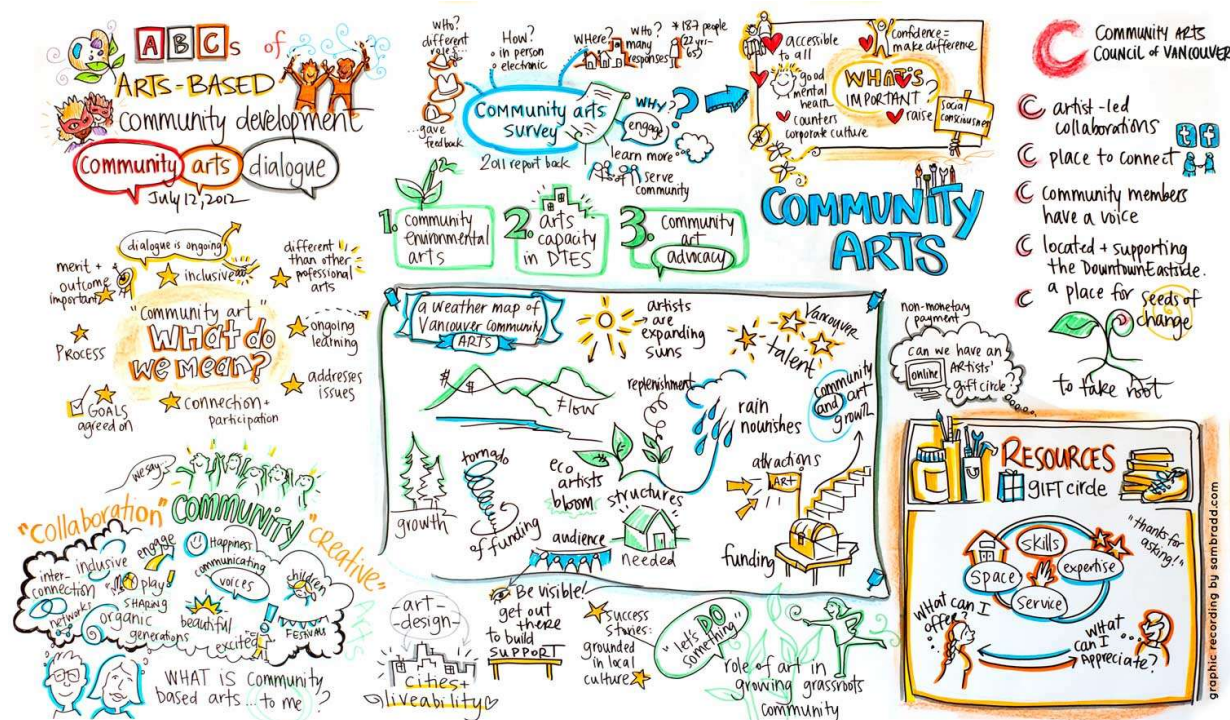 ABCs of
ARTS-BASED
Community development
Community arts dialogue
July 12, 2012
WHO?
different
roles...
...gave
feedback
How?
in person
electronic
WHERE?
WHO?
many
responses
* 187 people
(22 yr-
65)
Community arts
survey
2011 report back
WHY?
engage
learn more
serve
community
accessible
to all
good
mental
health
counters
corporate culture
confidence =
make difference
WHAT'S
IMPORTANT?
raise
social
consciousness
COMMUNITY
ARTS
COMMUNITY ARTS
COUNCIL of VANCOUVER
artist-led
collaborations
place to connect
t f
Community members
have a voice
located + supporting
the DowntownEastside.
a place for seeds of
change
to take root
1. community
environmental
arts
2. arts
capacity
in DTES
3. community
art
advocacy
dialogue is ongoing
merit +
outcome
important
inclusive
different
than other
pofessional
arts
"Community art"
WHAT do
we mean?
PROCESS
ongoing
learning
GOALS
agreed on
connection +
participation
addresses
issues
a weather map of
Vancouver Community
ARTS
artists
are
expanding
suns
Vancouver
talent
$ $
replenishment
rain
nourishes
community
and art
growth
growth
tornado
of funding
eco
artists
bloom
structures
needed
audience
attractions
ART
funding
non-monetary
payment
can we have an
online ARtists'
gift circle?
RESOURCES
GIFT circle
"thanks for
asking!"
skills
space
expertise
service
What can I
offer?
what
can I
Appreciate?
we say...
"collaboration" COMMUNITY "creative"
inter-
connection
inclusive
engage
Happiness
communicating
voices
children
play
networks
SHARING
organic
generations
beautiful
excited
FESTIVALS
Arts
WHAT IS Community
based arts ... to me?
-art-
-design-
cities+
liveability
Be visible!
get out
there
to build
SUPPORT
success
stories:
grounded
in local
culture
"let's DO
something"
role of art in
growing grassroots
community
graphic recording by sambradd.com